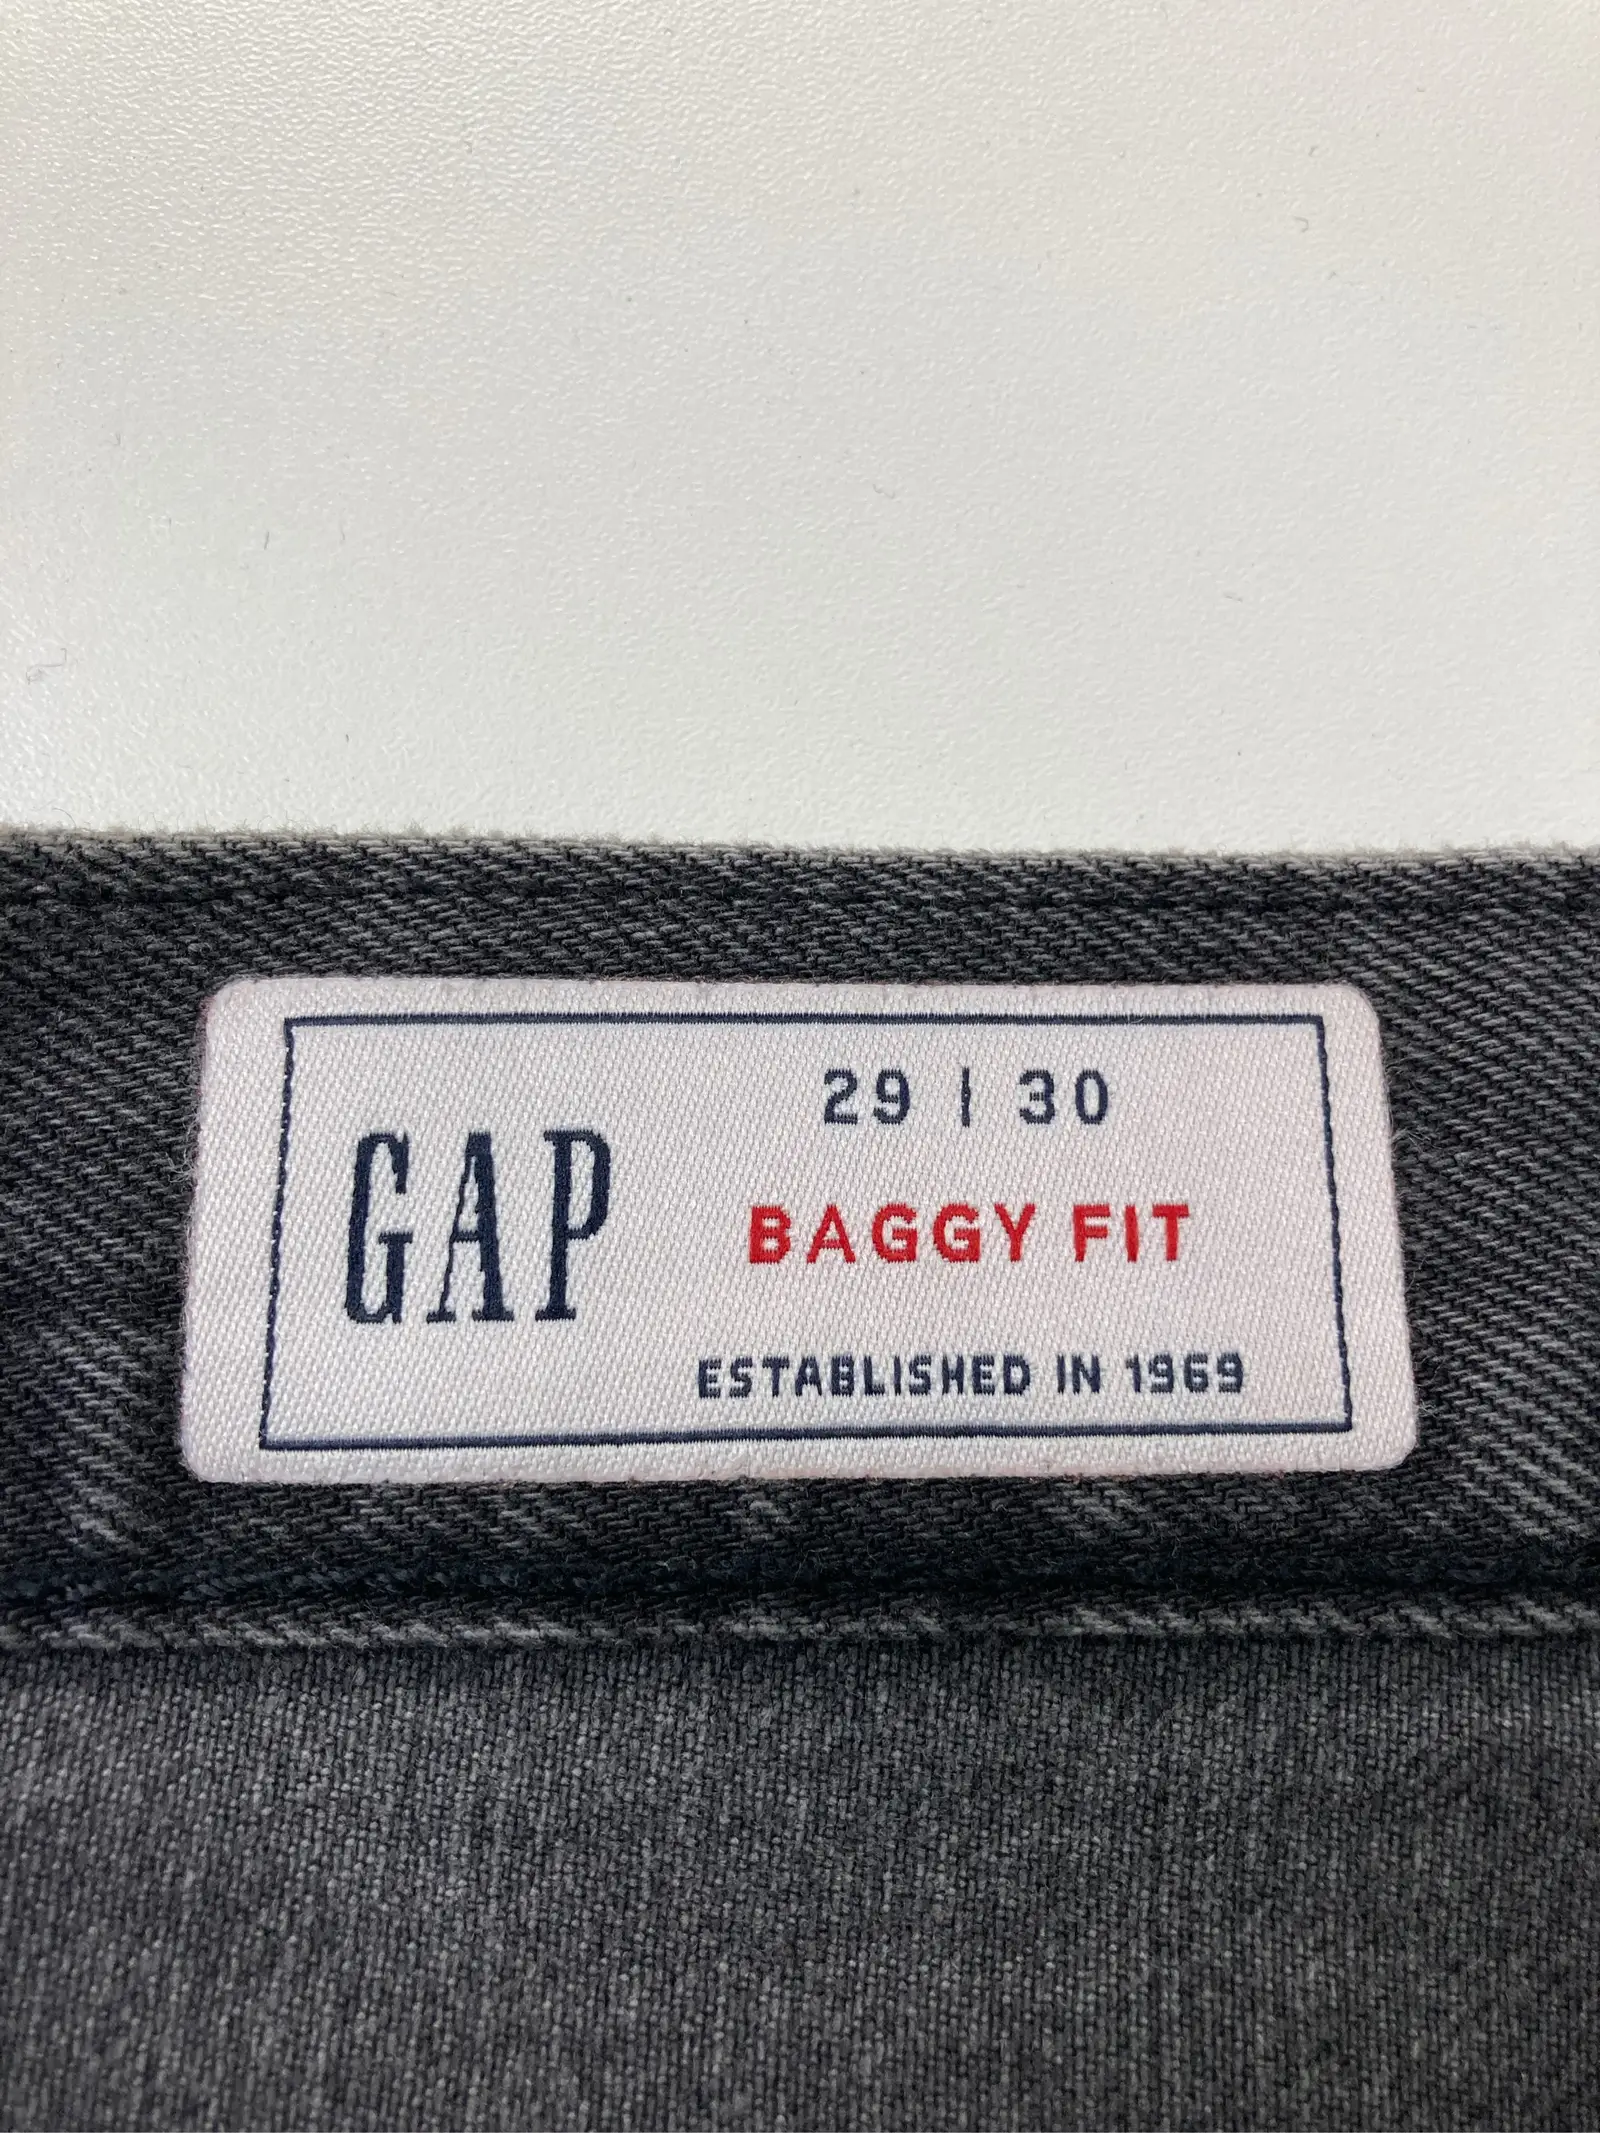 GAP
29 | 30
BAGGY FIT
ESTABLISHED IN 1969